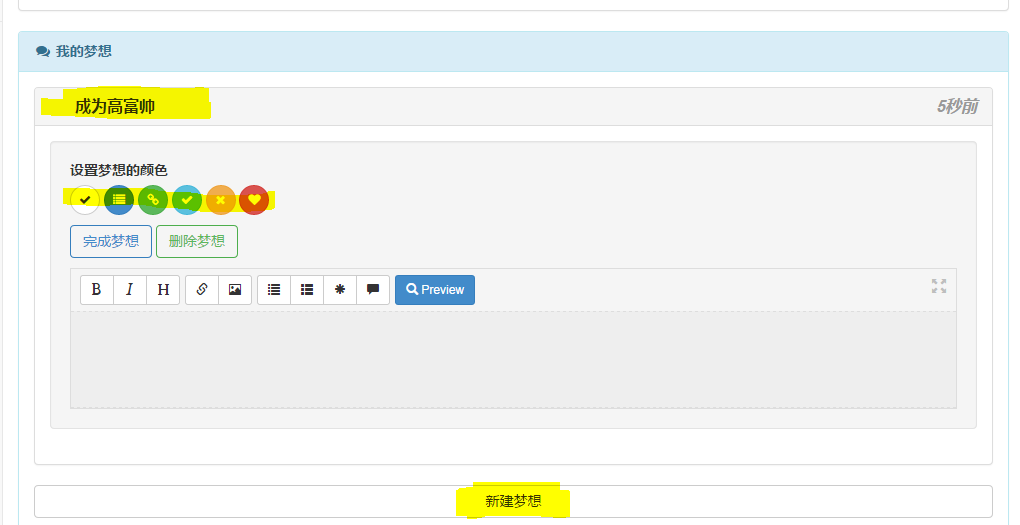 我的梦想
成为高富帅 5秒前
设置梦想的颜色
完成梦想 删除梦想
B I H Preview
新建梦想